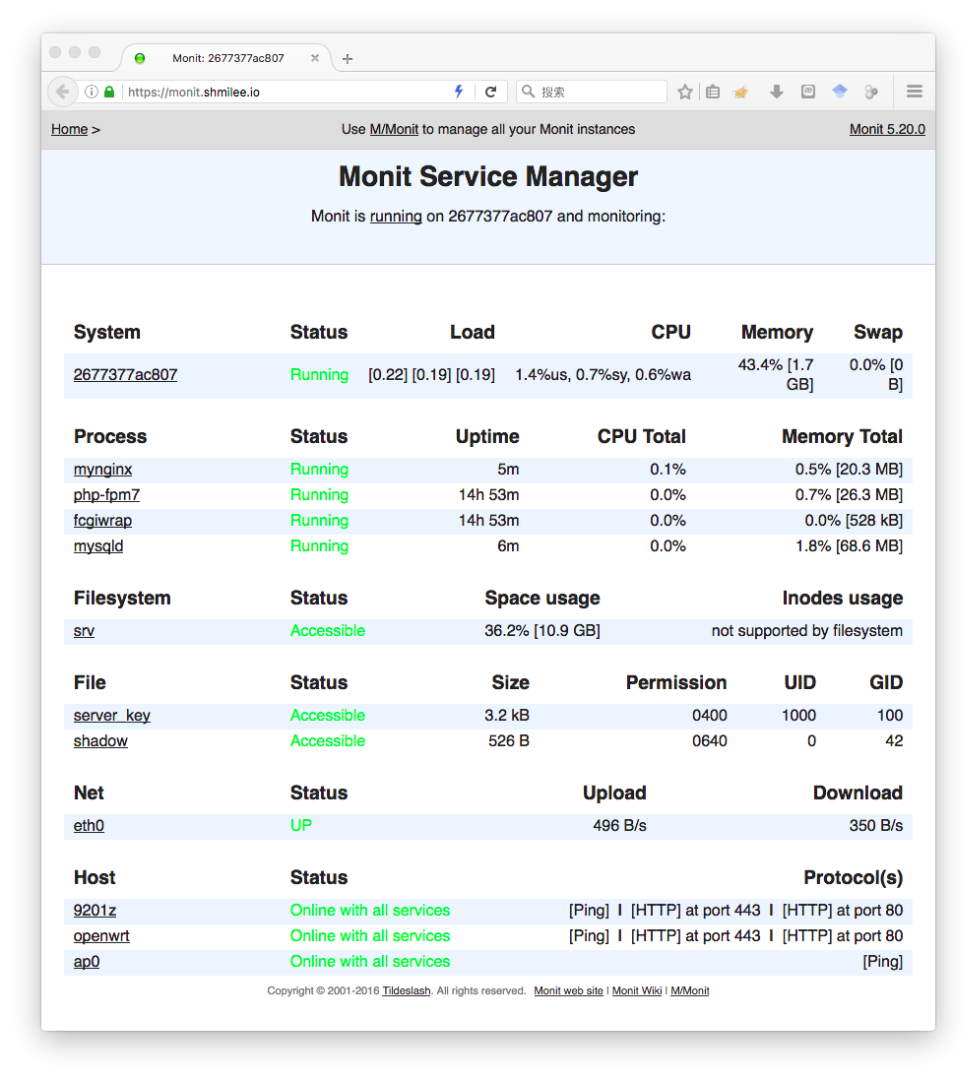 Monit: 2677377ac807
https://monit.shmilee.io 搜索
Home > Use M/Monit to manage all your Monit instances Monit 5.20.0
Monit Service Manager
Monit is running on 2677377ac807 and monitoring:
System Status Load CPU Memory Swap
2677377ac807 Running [0.22] [0.19] [0.19] 1.4%us, 0.7%sy, 0.6%wa 43.4% [1.7 GB] 0.0% [0 B]
Process Status Uptime CPU Total Memory Total
mynginx Running 5m 0.1% 0.5% [20.3 MB]
php-fpm7 Running 14h 53m 0.0% 0.7% [26.3 MB]
fcgiwrap Running 14h 53m 0.0% 0.0% [528 kB]
mysqld Running 6m 0.0% 1.8% [68.6 MB]
Filesystem Status Space usage Inodes usage
srv Accessible 36.2% [10.9 GB] not supported by filesystem
File Status Size Permission UID GID
server_key Accessible 3.2 kB 0400 1000 100
shadow Accessible 526 B 0640 0 42
Net Status Upload Download
eth0 UP 496 B/s 350 B/s
Host Status Protocol(s)
9201z Online with all services [Ping] | [HTTP] at port 443 | [HTTP] at port 80
openwrt Online with all services [Ping] | [HTTP] at port 443 | [HTTP] at port 80
ap0 Online with all services [Ping]
Copyright © 2001-2016 Tildeslash. All rights reserved. Monit web site | Monit Wiki | M/Monit